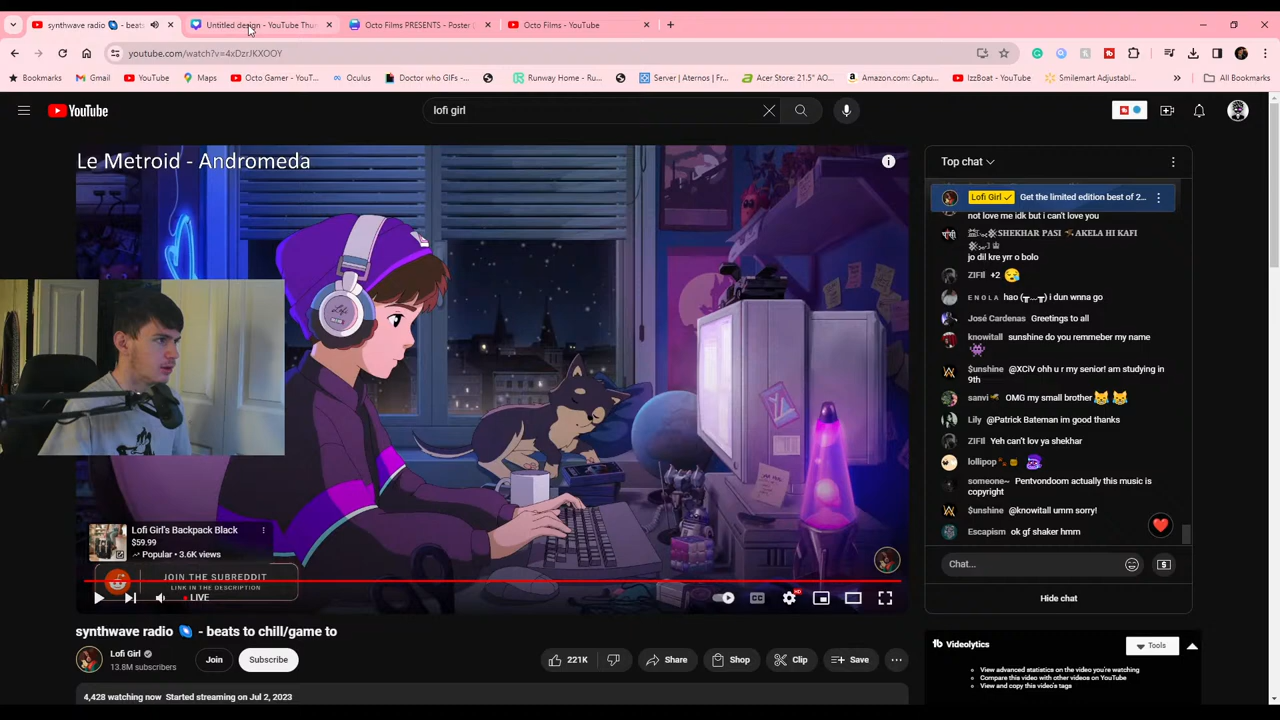 synthwave radio - beats
Untitled design - YouTube Thu
Octo Films PRESENTS - Poster
Octo Films - YouTube
youtube.com/watch?v=4xDzrJKXOOY
Bookmarks
Gmail
YouTube
Maps
Octo Gamer - YouT...
Oculus
Doctor who GIFs -...
Runway Home - Ru...
Server | Aternos | Fr...
Acer Store: 21.5" AO...
Amazon.com: Captu...
IzzBoat - YouTube
Smilemart Adjustabl...
All Bookmarks
YouTube
lofi girl
Le Metroid - Andromeda
Top chat
Lofi Girl Get the limited edition best of 2...
not love me idk but i can't love you
SHEKHAR PASI AKELA HI KAFI
jo dil kre yrr o bolo
ZIFIl +2
E N O L A hao (╥﹏╥) i dun wnna go
José Cardenas Greetings to all
knowitall sunshine do you remmeber my name
$unshine @XCiV ohh u r my senior! am studying in
9th
sanvi OMG my small brother
Lily @Patrick Bateman im good thanks
ZIFIl Yeh can't lov ya shekhar
lollipop
someone~ Pentvondoom actually this music is
copyright
$unshine @knowitall umm sorry!
Escapism ok gf shaker hmm
Chat...
Hide chat
Lofi Girl's Backpack Black
$59.99
Popular • 3.6K views
JOIN THE SUBREDDIT
LINK IN THE DESCRIPTION
LIVE
HD
synthwave radio - beats to chill/game to
Lofi Girl
13.8M subscribers
Join
Subscribe
221K
Share
Shop
Clip
Save
4,428 watching now Started streaming on Jul 2, 2023
Videolytics
Tools
View advanced statistics on the video you're watching
Compare this video with other videos on YouTube
View and copy this video's tags